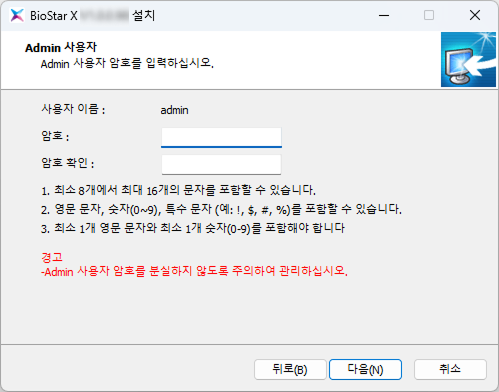 BioStar X 설치
Admin 사용자
Admin 사용자 암호를 입력하십시오.
사용자 이름 : admin
암호 :
암호 확인 :
1. 최소 8개에서 최대 16개의 문자를 포함할 수 있습니다.
2. 영문 문자, 숫자(0~9), 특수 문자 (예: !, $, #, %)를 포함할 수 있습니다.
3. 최소 1개 영문 문자와 최소 1개 숫자(0-9)를 포함해야 합니다
경고
-Admin 사용자 암호를 분실하지 않도록 주의하여 관리하십시오.
뒤로(B) 다음(N) 취소